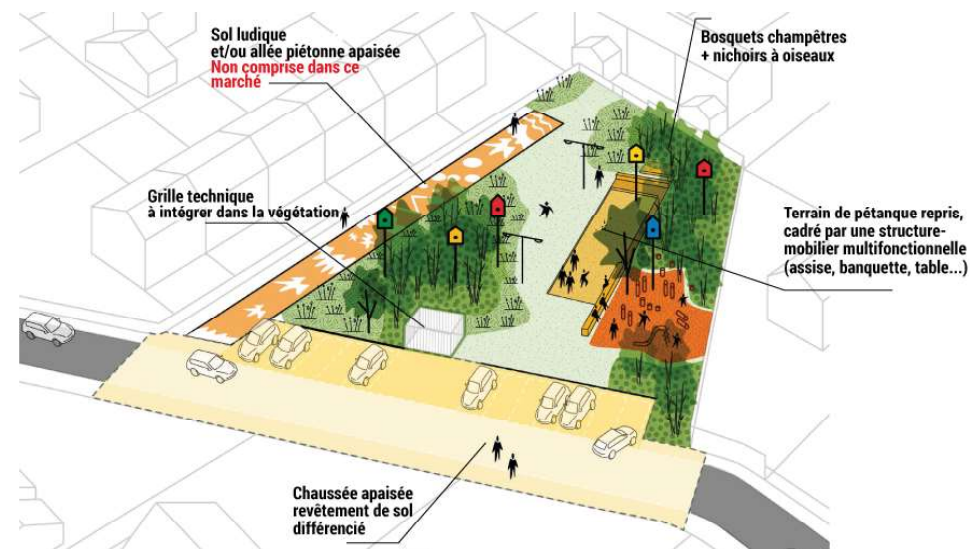 Sol ludique
et/ou allée piétonne apaisée
Non comprise dans ce
marché
Bosquets champêtres
+ nichoirs à oiseaux
Grille technique
à intégrer dans la végétation
Terrain de pétanque repris,
cadré par une structure-
mobilier multifonctionnelle
(assise, banquette, table...)
Chaussée apaisée
revêtement de sol
différencié